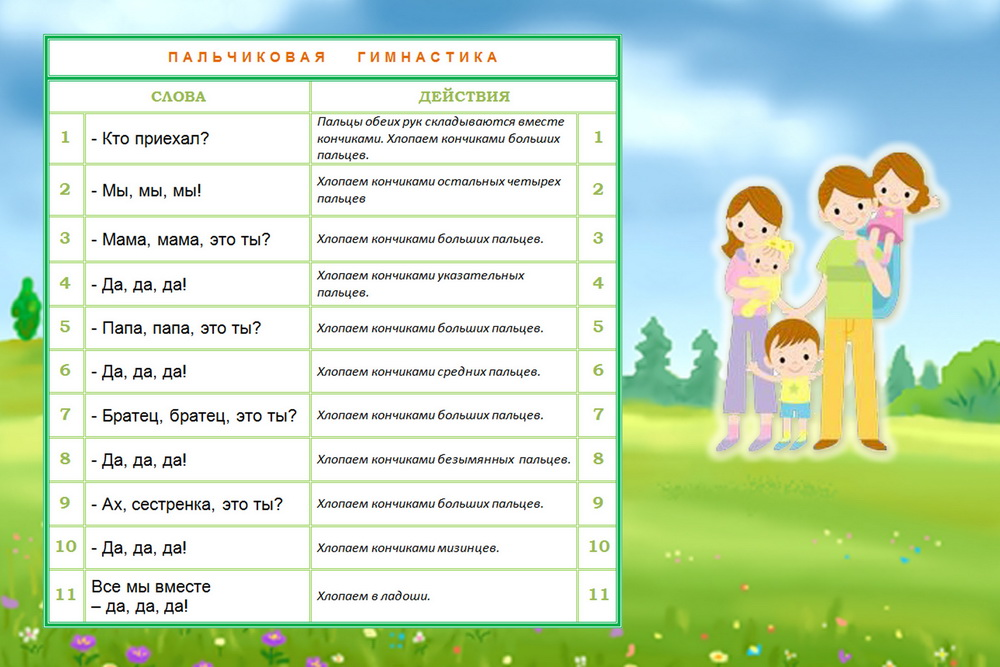 ПАЛЬЧИКОВАЯ ГИМНАСТИКА
СЛОВА ДЕЙСТВИЯ
1 - Кто приехал? Пальцы обеих рук складываются вместе
кончиками. Хлопаем кончиками больших
пальцев. 1
2 - Мы, мы, мы! Хлопаем кончиками остальных четырех
пальцев 2
3 - Мама, мама, это ты? Хлопаем кончиками больших пальцев. 3
4 - Да, да, да! Хлопаем кончиками указательных
пальцев. 4
5 - Папа, папа, это ты? Хлопаем кончиками больших пальцев. 5
6 - Да, да, да! Хлопаем кончиками средних пальцев. 6
7 - Братец, братец, это ты? Хлопаем кончиками больших пальцев. 7
8 - Да, да, да! Хлопаем кончиками безымянных пальцев. 8
9 - Ах, сестренка, это ты? Хлопаем кончиками больших пальцев. 9
10 - Да, да, да! Хлопаем кончиками мизинцев. 10
11 Все мы вместе
– да, да, да! Хлопаем в ладоши. 11